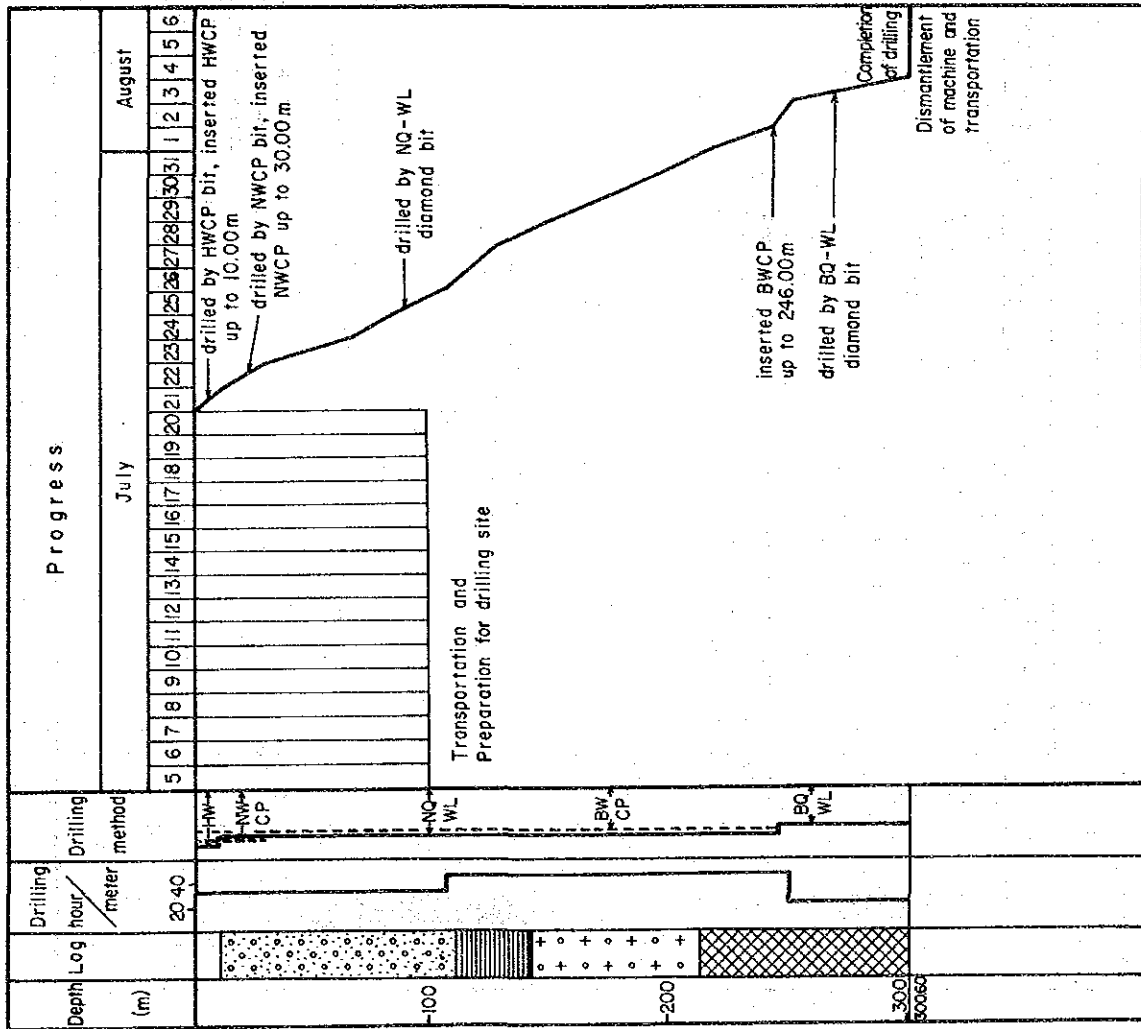 Progress
July
August
5 6 7 8 9 10 11 12 13 14 15 16 17 18 19 20 21 22 23 24 25 26 27 28 29 30 31 1 2 3 4 5 6
Depth
(m)
Log
Drilling
hour/
meter
20 40
Drilling
method
HW
NW
CP
NQ
WL
BW
CP
BQ
WL
100
200
300
300.60
drilled by HWCP bit, inserted HWCP
up to 10.00m
drilled by NWCP bit, inserted
NWCP up to 30.00m
drilled by NQ-WL
diamond bit
Transportation and
Preparation for drilling site
inserted BWCP
up to 246.00m
drilled by BQ-WL
diamond bit
Completion
of drilling
Dismantlement
of machine and
transportation